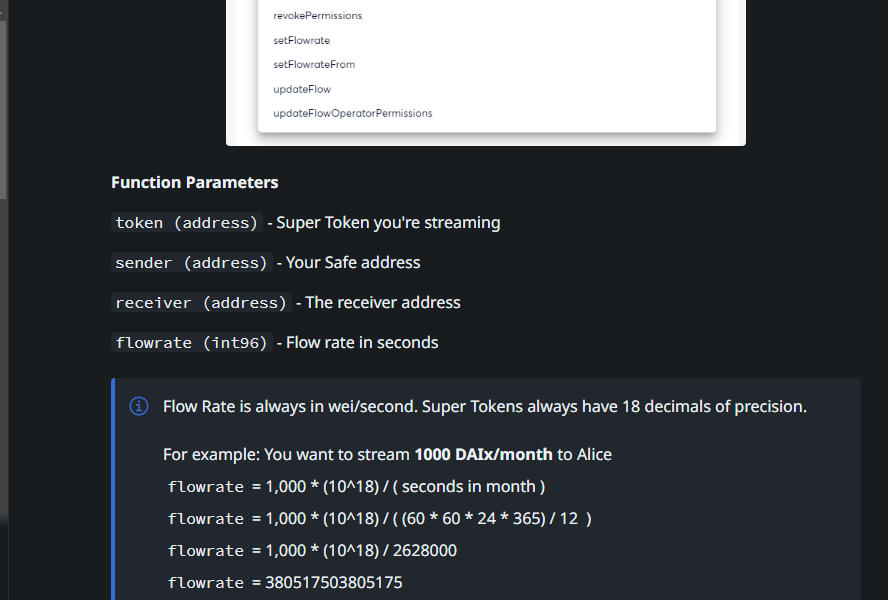 revokePermissions
setFlowrate
setFlowrateFrom
updateFlow
updateFlowOperatorPermissions
Function Parameters
token (address) - Super Token you're streaming
sender (address) - Your Safe address
receiver (address) - The receiver address
flowrate (int96) - Flow rate in seconds
Flow Rate is always in wei/second. Super Tokens always have 18 decimals of precision.
For example: You want to stream 1000 DAIx/month to Alice
flowrate = 1,000 * (10^18) / ( seconds in month )
flowrate = 1,000 * (10^18) / ( (60 * 60 * 24 * 365) / 12 )
flowrate = 1,000 * (10^18) / 2628000
flowrate = 380517503805175